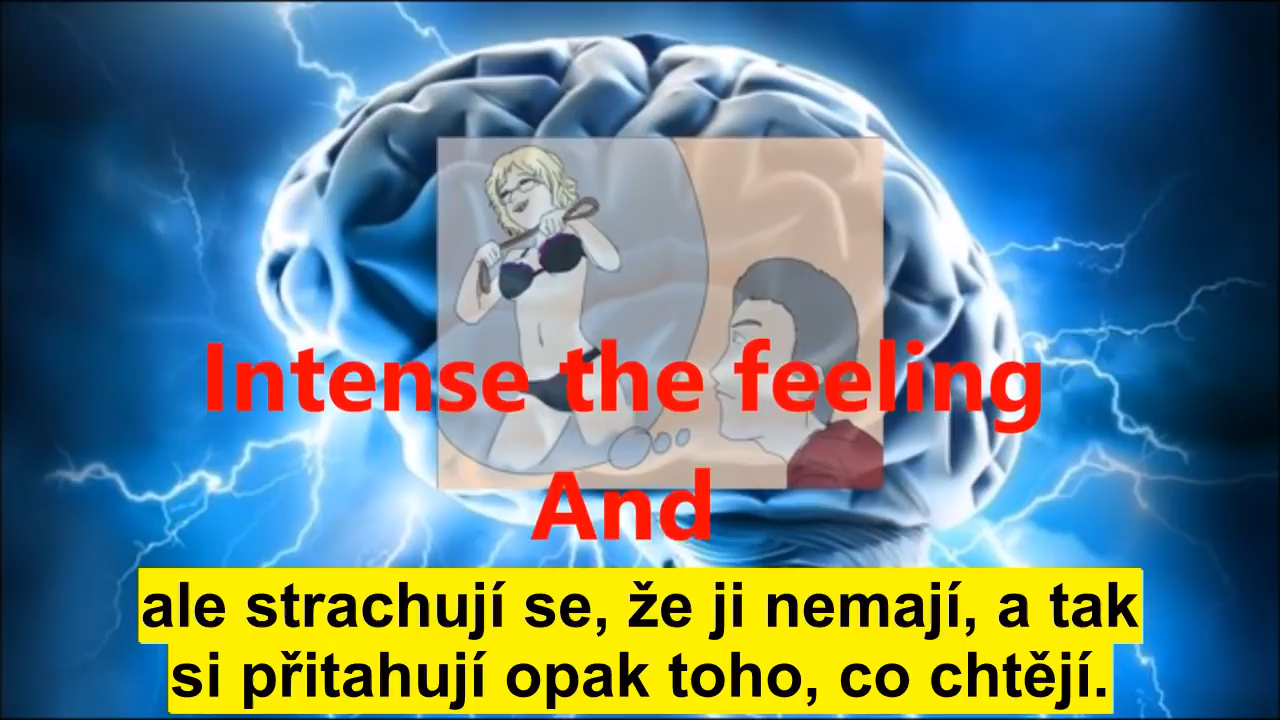 Intense the feeling
And
ale strachují se, že ji nemají, a tak
si přitahují opak toho, co chtějí.